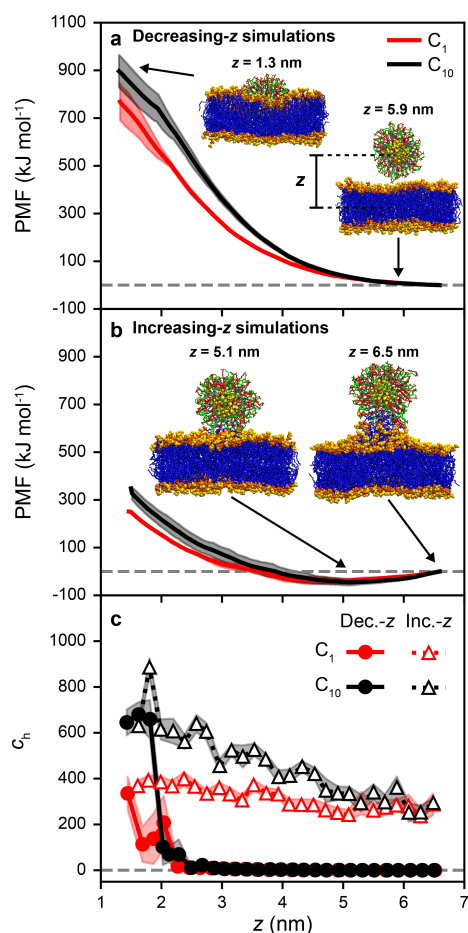 a Decreasing-z simulations
C₁
C₁₀
z = 1.3 nm
z = 5.9 nm
z
PMF (kJ mol⁻¹)
1100
900
700
500
300
100
-100
b Increasing-z simulations
z = 5.1 nm
z = 6.5 nm
PMF (kJ mol⁻¹)
900
700
500
300
100
-100
c
Dec.-z Inc.-z
C₁
C₁₀
cₕ
1000
800
600
400
200
0
1 2 3 4 5 6 7
z (nm)